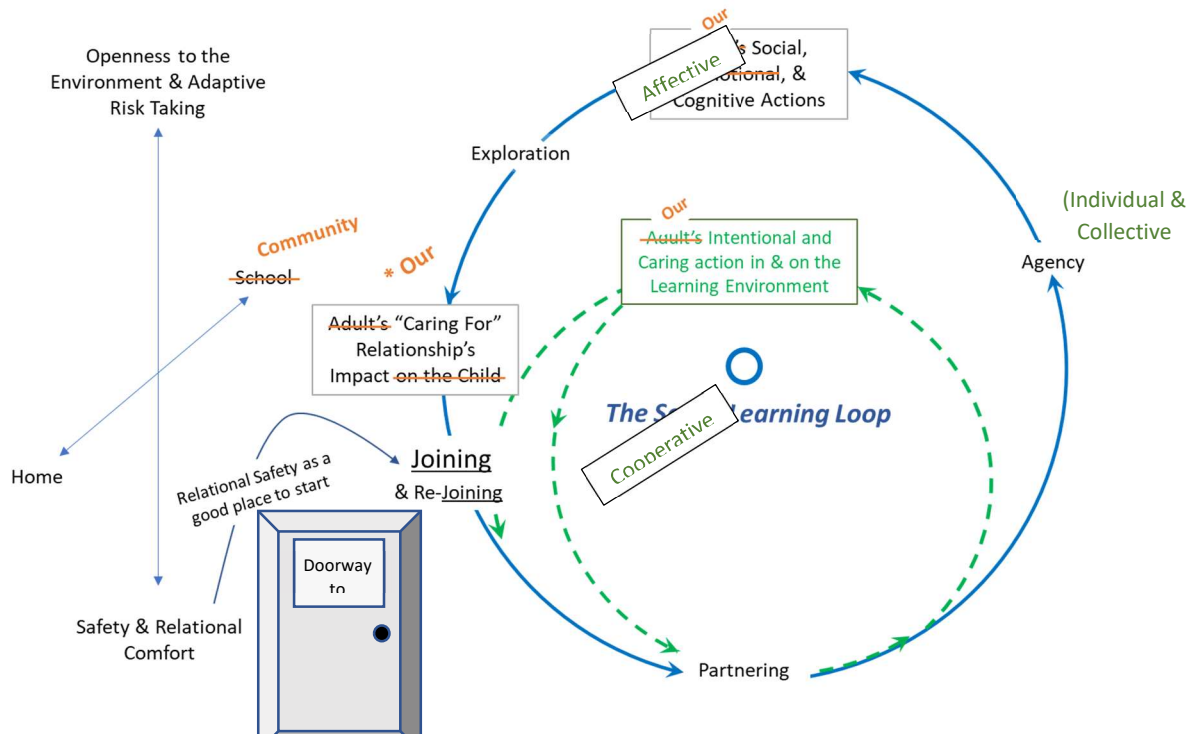 Openness to the
Environment & Adaptive
Risk Taking
Community
School
Home
Safety & Relational
Comfort
Relational Safety as a
good place to start
Doorway
to
Our
Affective
Social,
, &
Cognitive Actions
Exploration
* Our
Adult's "Caring For"
Relationship's
Impact on the Child
Joining
& Re-Joining
Our
Adult's Intentional and
Caring action in & on the
Learning Environment
The Learning Loop
Cooperative
Partnering
Agency
(Individual &
Collective